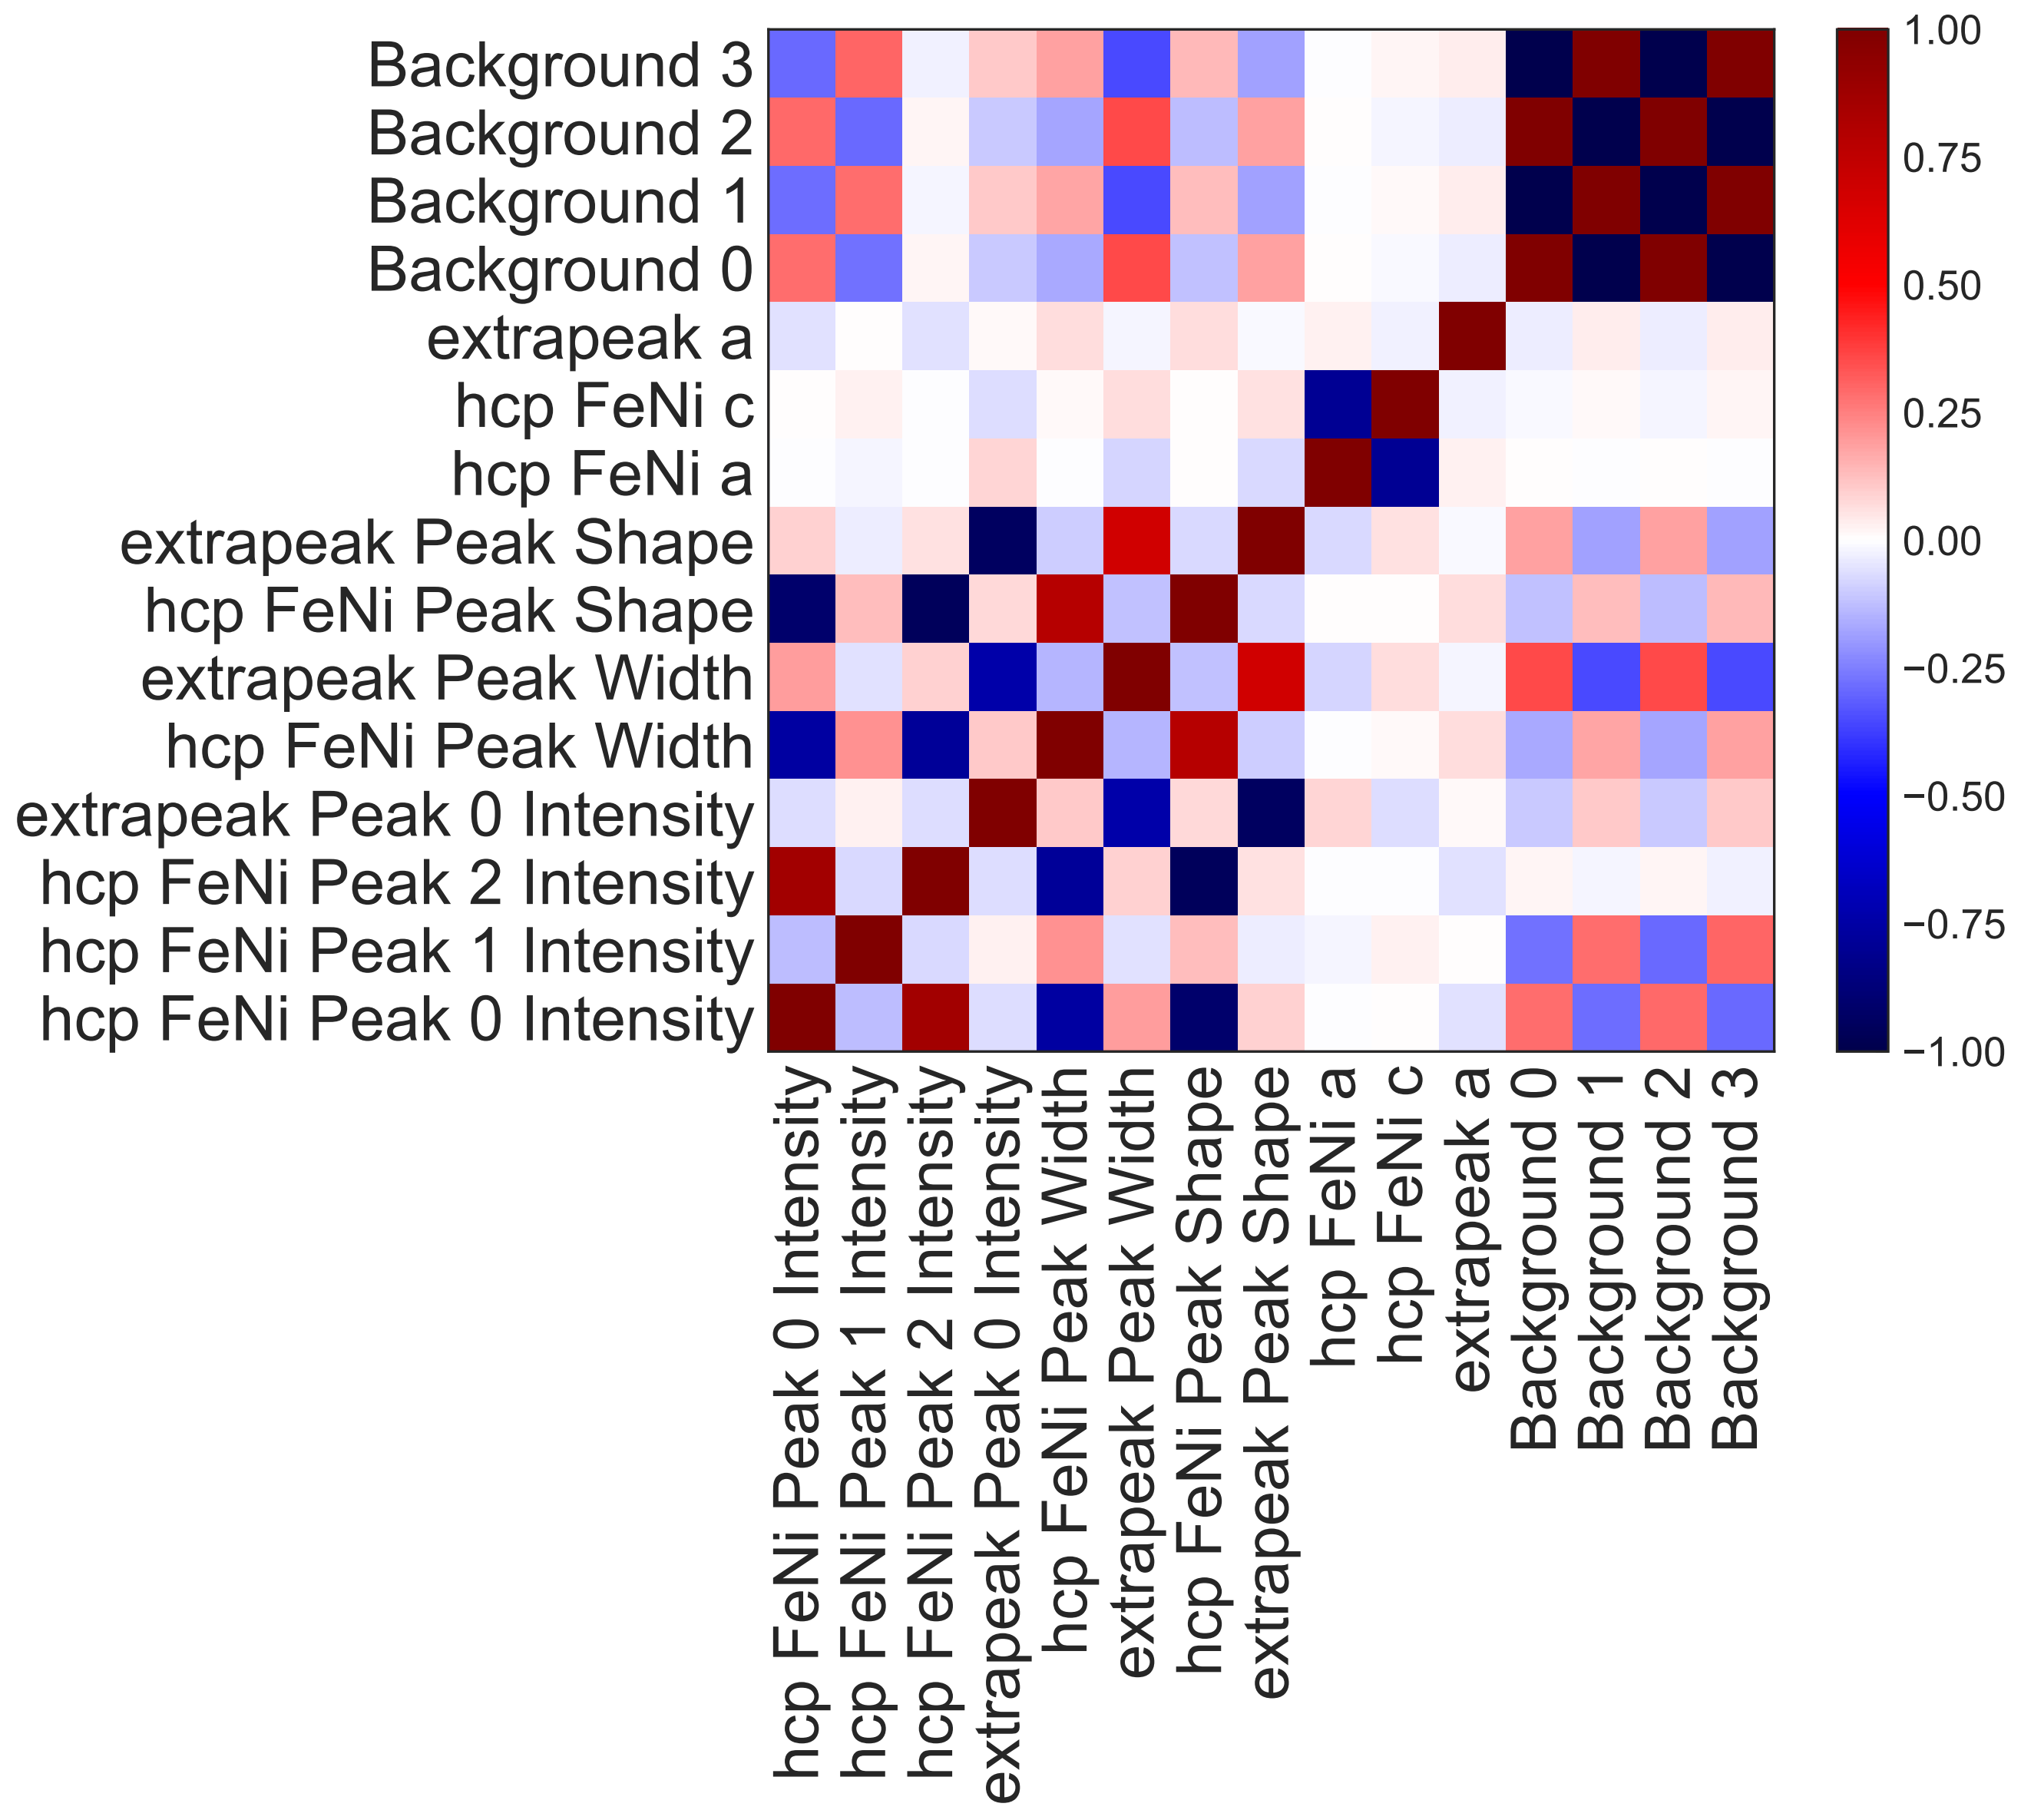 Background 3
Background 2
Background 1
Background 0
extrapeak a
hcp FeNi c
hcp FeNi a
extrapeak Peak Shape
hcp FeNi Peak Shape
extrapeak Peak Width
hcp FeNi Peak Width
extrapeak Peak 0 Intensity
hcp FeNi Peak 2 Intensity
hcp FeNi Peak 1 Intensity
hcp FeNi Peak 0 Intensity
hcp FeNi Peak 0 Intensity
hcp FeNi Peak 1 Intensity
hcp FeNi Peak 2 Intensity
extrapeak Peak 0 Intensity
hcp FeNi Peak Width
extrapeak Peak Width
hcp FeNi Peak Shape
extrapeak Peak Shape
hcp FeNi a
hcp FeNi c
extrapeak a
Background 0
Background 1
Background 2
Background 3
1.00
0.75
0.50
0.25
0.00
−0.25
−0.50
−0.75
−1.00